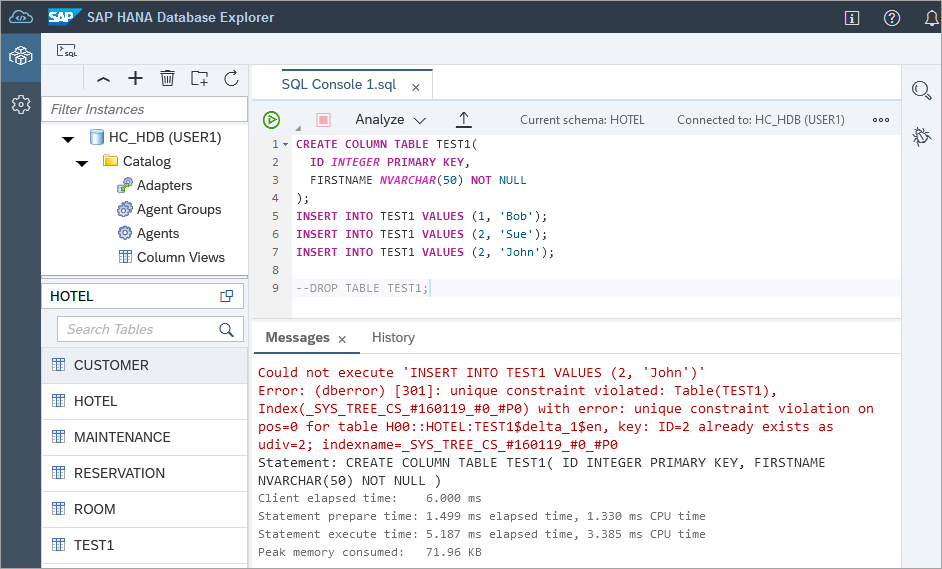 SAP SAP HANA Database Explorer
SQL
Filter Instances
HC_HDB (USER1)
Catalog
Adapters
Agent Groups
Agents
Column Views
HOTEL
Search Tables
CUSTOMER
HOTEL
MAINTENANCE
RESERVATION
ROOM
TEST1
SQL Console 1.sql
Analyze Current schema: HOTEL Connected to: HC_HDB (USER1)
1 CREATE COLUMN TABLE TEST1(
2 ID INTEGER PRIMARY KEY,
3 FIRSTNAME NVARCHAR(50) NOT NULL
4 );
5 INSERT INTO TEST1 VALUES (1, 'Bob');
6 INSERT INTO TEST1 VALUES (2, 'Sue');
7 INSERT INTO TEST1 VALUES (2, 'John');
8
9 --DROP TABLE TEST1;
Messages History
Could not execute 'INSERT INTO TEST1 VALUES (2, 'John')'
Error: (dberror) [301]: unique constraint violated: Table(TEST1),
Index(_SYS_TREE_CS_#160119_#0_#P0) with error: unique constraint violation on
pos=0 for table H00::HOTEL:TEST1$delta_1$en, key: ID=2 already exists as
udiv=2; indexname=_SYS_TREE_CS_#160119_#0_#P0
Statement: CREATE COLUMN TABLE TEST1( ID INTEGER PRIMARY KEY, FIRSTNAME
NVARCHAR(50) NOT NULL )
Client elapsed time: 6.000 ms
Statement prepare time: 1.499 ms elapsed time, 1.330 ms CPU time
Statement execute time: 5.187 ms elapsed time, 3.385 ms CPU time
Peak memory consumed: 71.96 KB